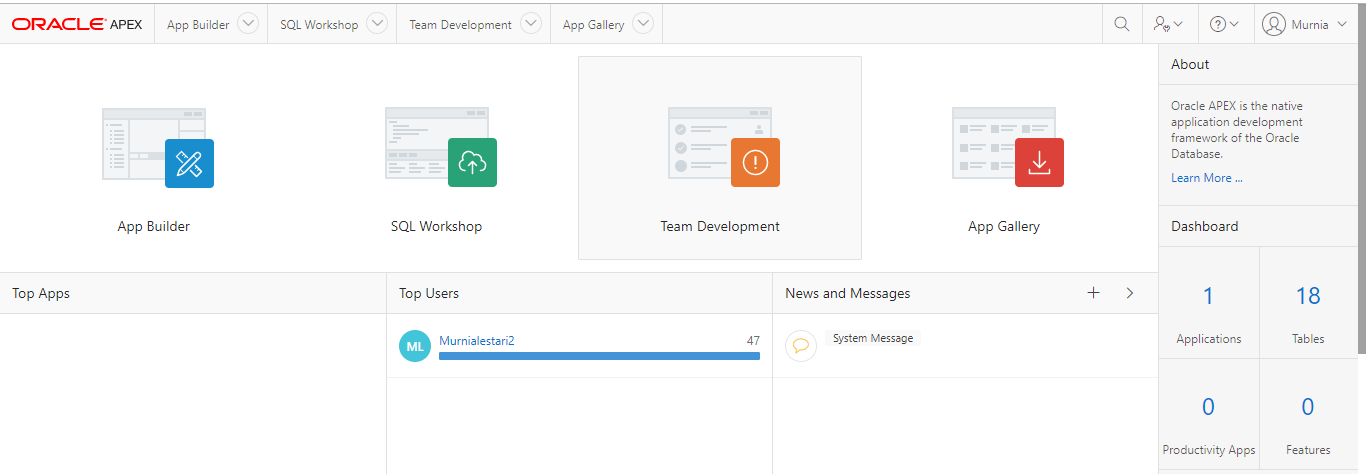 ORACLE APEX App Builder SQL Workshop Team Development App Gallery Murnia
App Builder
SQL Workshop
Team Development
App Gallery
Top Apps
Top Users
ML Murnialestari2 47
News and Messages
System Message
About
Oracle APEX is the native
application development
framework of the Oracle
Database.
Learn More ...
Dashboard
1
Applications
18
Tables
0
Productivity Apps
0
Features